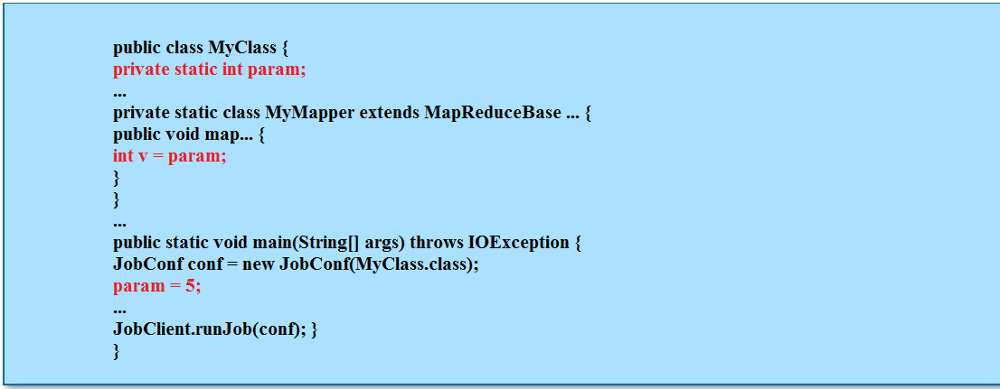 public class MyClass {
private static int param;
...
private static class MyMapper extends MapReduceBase ... {
public void map... {
int v = param;
}
}
...
public static void main(String[] args) throws IOException {
JobConf conf = new JobConf(MyClass.class);
param = 5;
...
JobClient.runJob(conf); }
}